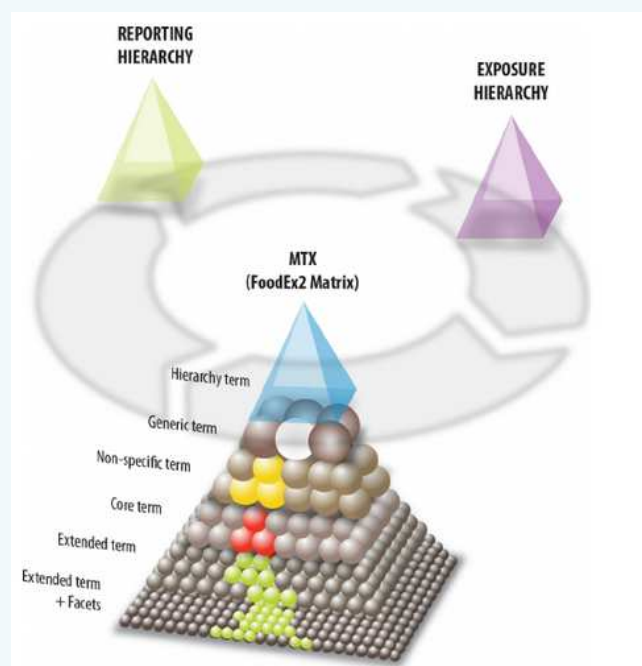 REPORTING
HIERARCHY
EXPOSURE
HIERARCHY
MTX
(FoodEx2 Matrix)
Hierarchy term
Generic term
Non-specific term
Core term
Extended term
Extended term
+ Facets